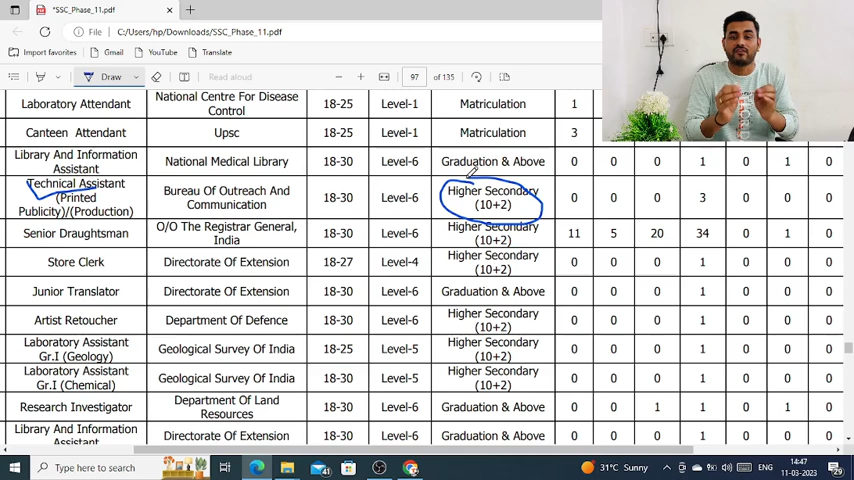 *SSC_Phase_11.pdf
File C:/Users/hp/Downloads/SSC_Phase_11.pdf
Import favorites Gmail YouTube Translate
Draw Read aloud 97 of 135
Laboratory Attendant National Centre For Disease Control 18-25 Level-1 Matriculation 1
Canteen Attendant Upsc 18-25 Level-1 Matriculation 3
Library And Information Assistant National Medical Library 18-30 Level-6 Graduation & Above 0 0 0 1 0 1 0
Technical Assistant (Printed Publicity)/(Production) Bureau Of Outreach And Communication 18-30 Level-6 Higher Secondary (10+2) 0 0 0 3 0 0 0
Senior Draughtsman O/O The Registrar General, India 18-30 Level-6 Higher Secondary (10+2) 11 5 20 34 0 1 0
Store Clerk Directorate Of Extension 18-27 Level-4 Higher Secondary (10+2) 0 0 0 1 0 0 0
Junior Translator Directorate Of Extension 18-30 Level-6 Graduation & Above 0 0 0 1 0 0 0
Artist Retoucher Department Of Defence 18-30 Level-6 Higher Secondary (10+2) 0 0 0 1 0 0 0
Laboratory Assistant Gr.I (Geology) Geological Survey Of India 18-25 Level-5 Higher Secondary (10+2) 0 0 0 1 0 0 0
Laboratory Assistant Gr.I (Chemical) Geological Survey Of India 18-30 Level-5 Higher Secondary (10+2) 0 0 0 1 0 0 0
Research Investigator Department Of Land Resources 18-30 Level-6 Graduation & Above 0 0 1 1 0 1 0
Library And Information Assistant Directorate Of Extension 18-30 Level-6 Graduation & Above 0 0 0 1 0 0 0
Type here to search 41 31°C Sunny ENG 14:47
11-03-2023 29